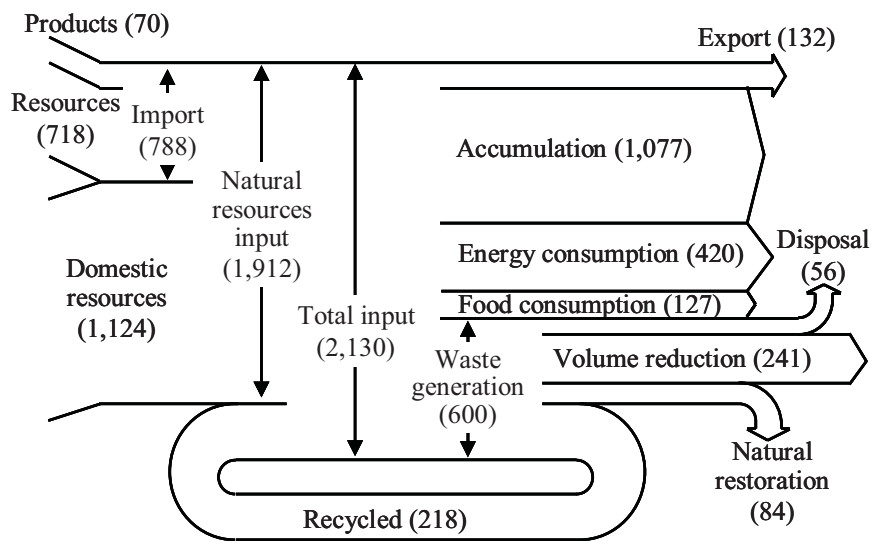 Products (70)
Export (132)
Resources
(718)
Import
(788)
Accumulation (1,077)
Natural
resources
input
(1,912)
Domestic
resources
(1,124)
Energy consumption (420)
Disposal
(56)
Food consumption (127)
Total input
(2,130)
Waste
generation
(600)
Volume reduction (241)
Natural
restoration
(84)
Recycled (218)